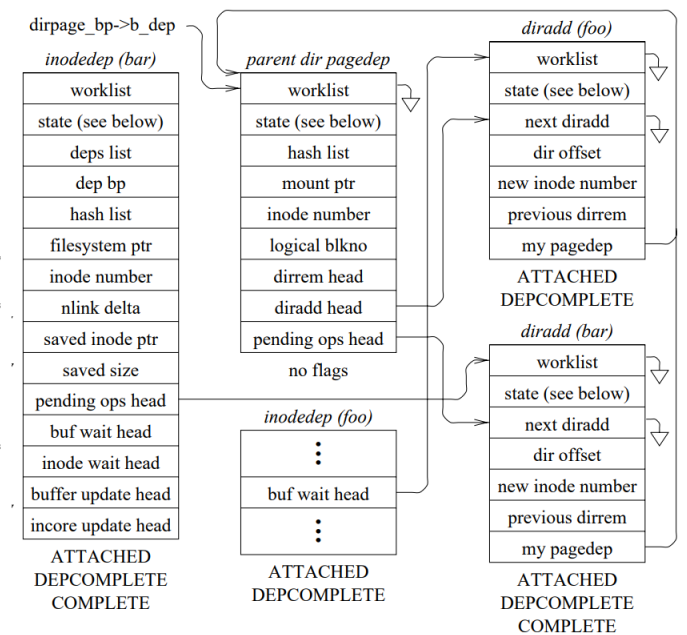 dirpage_bp->b_dep
inodedep (bar)
worklist
state (see below)
deps list
dep bp
hash list
filesystem ptr
inode number
nlink delta
saved inode ptr
saved size
pending ops head
buf wait head
inode wait head
buffer update head
incore update head
ATTACHED
DEPCOMPLETE
COMPLETE
parent dir pagedep
worklist
state (see below)
hash list
mount ptr
inode number
logical blkno
dirrem head
diradd head
pending ops head
no flags
inodedep (foo)
buf wait head
ATTACHED
DEPCOMPLETE
diradd (foo)
worklist
state (see below)
next diradd
dir offset
new inode number
previous dirrem
my pagedep
ATTACHED
DEPCOMPLETE
diradd (bar)
worklist
state (see below)
next diradd
dir offset
new inode number
previous dirrem
my pagedep
ATTACHED
DEPCOMPLETE
COMPLETE